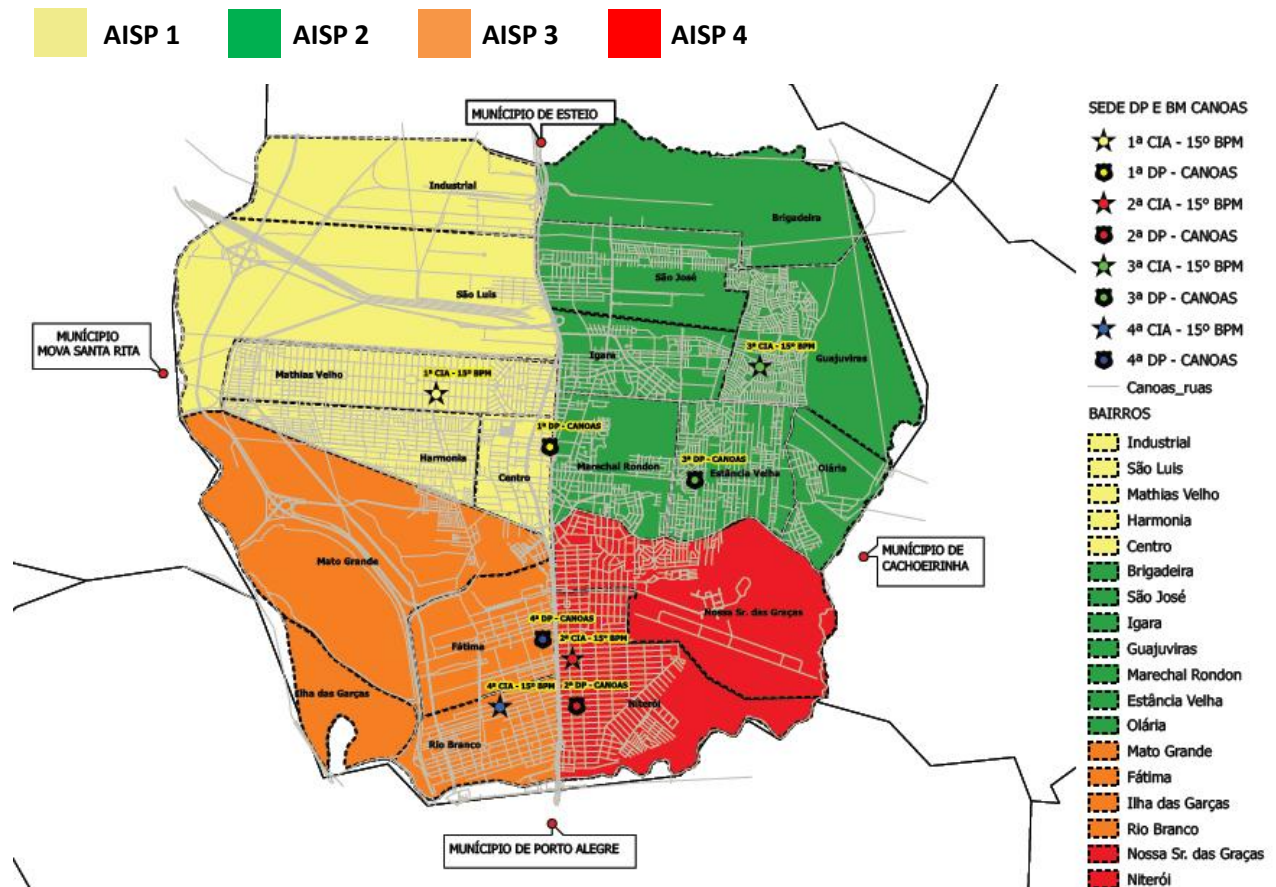 AISP 1
AISP 2
AISP 3
AISP 4
MUNÍCIPIO DE ESTEIO
Industrial
Brigadeira
São José
São Luis
MUNÍCIPIO
MOVA SANTA RITA
Igara
3ª CIA - 15º BPM
Guajuviras
Mathias Velho
1ª CIA - 15º BPM
1ª DP - CANOAS
Harmonia
Centro
Marechal Rondon
3ª DP - CANOAS
Estância Velha
Olária
MUNÍCIPIO DE
CACHOEIRINHA
Mato Grande
Nossa Sr. das Graças
4ª DP - CANOAS
2ª CIA - 15º BPM
Fátima
4ª CIA - 15º BPM
2ª DP - CANOAS
Ilha das Garças
Niterói
Rio Branco
MUNÍCIPIO DE PORTO ALEGRE
SEDE DP E BM CANOAS
1ª CIA - 15º BPM
1ª DP - CANOAS
2ª CIA - 15º BPM
2ª DP - CANOAS
3ª CIA - 15º BPM
3ª DP - CANOAS
4ª CIA - 15º BPM
4ª DP - CANOAS
Canoas_ruas
BAIRROS
Industrial
São Luis
Mathias Velho
Harmonia
Centro
Brigadeira
São José
Igara
Guajuviras
Marechal Rondon
Estância Velha
Olária
Mato Grande
Fátima
Ilha das Garças
Rio Branco
Nossa Sr. das Graças
Niterói